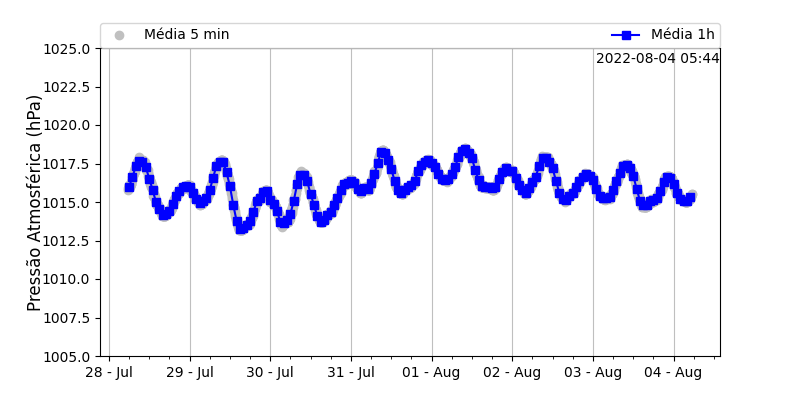 Média 5 min
Média 1h
2022-08-04 05:44
Pressão Atmosférica (hPa)
1025.0
1022.5
1020.0
1017.5
1015.0
1012.5
1010.0
1007.5
1005.0
28 - Jul
29 - Jul
30 - Jul
31 - Jul
01 - Aug
02 - Aug
03 - Aug
04 - Aug